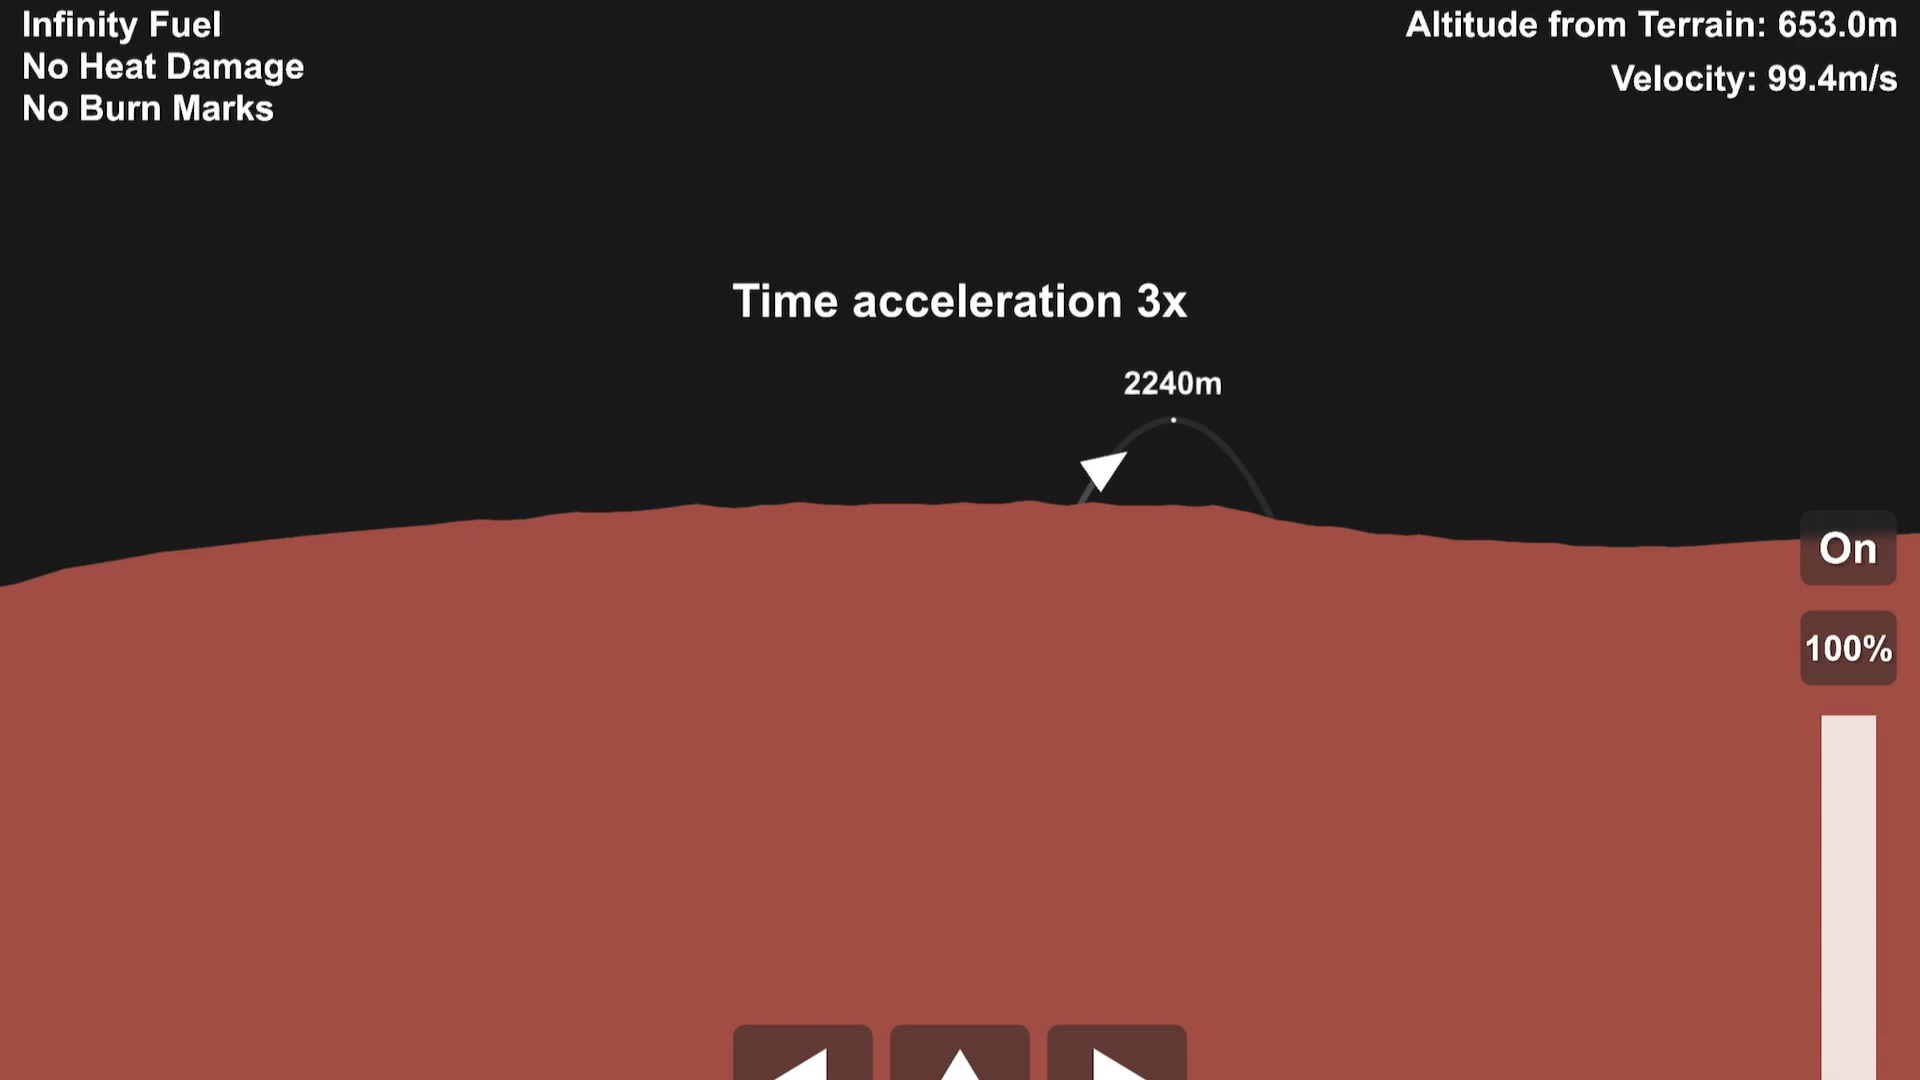 Infinity Fuel
No Heat Damage
No Burn Marks
Altitude from Terrain: 653.0m
Velocity: 99.4m/s
Time acceleration 3x
2240m
On
100%